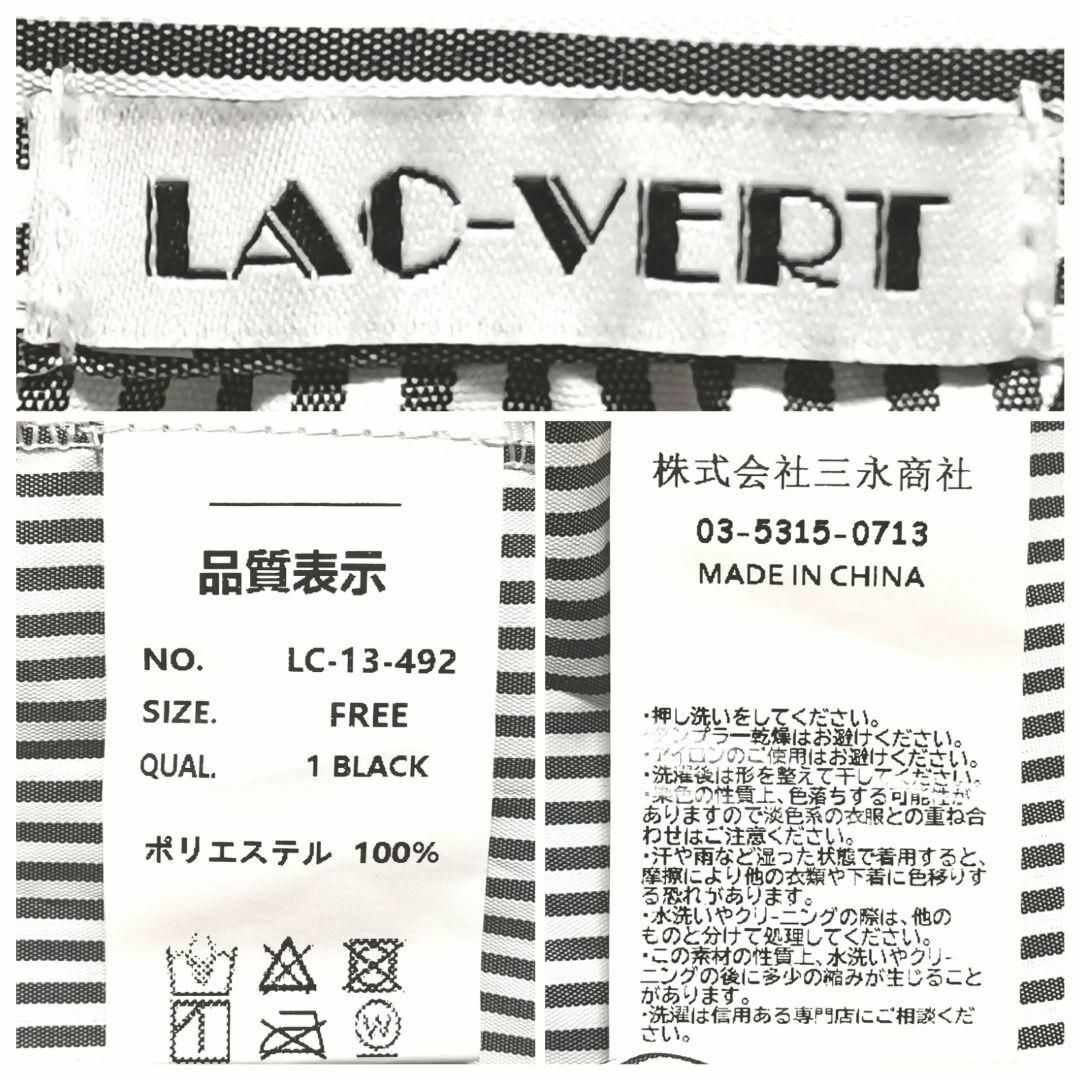 LAC-VERT
品質表示
NO. LC-13-492
SIZE. FREE
QUAL. 1 BLACK
ポリエステル 100%
W
株式会社三永商社
03-5315-0713
MADE IN CHINA
・押し洗いをしてください。
・タンブラー乾燥はお避けください。
・アイロンのご使用はお避けください。
・洗濯後は形を整えて干してください。
・染色の性質上、色落ちする可能性が
ありますので淡色系の衣服との重ね合
わせはご注意ください。
・汗や雨など湿った状態で着用すると、
摩擦により他の衣類や下着に色移りす
る恐れがあります。
・水洗いやクリーニングの際は、他の
ものと分けて処理してください。
・この素材の性質上、水洗いやクリー
ニングの後に多少の縮みが生じること
があります。
・洗濯は信用ある専門店にご相談くだ
さい。